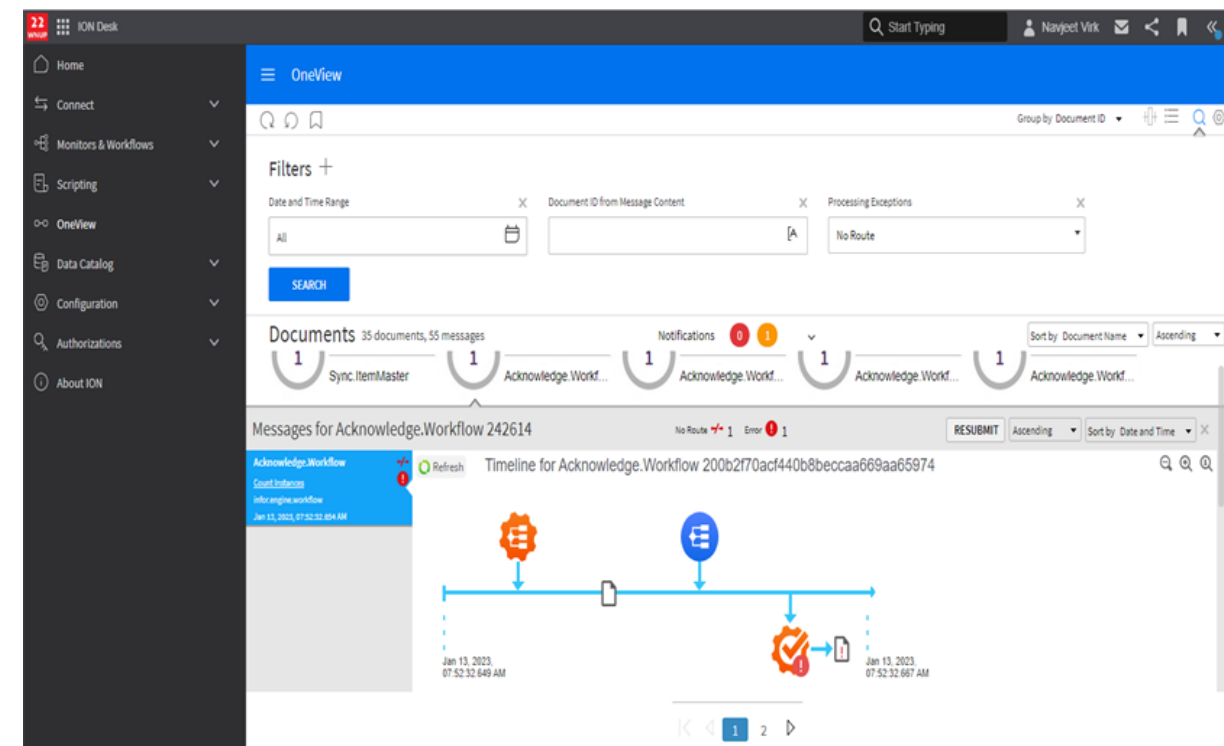 22 ION Desk Start Typing Navjeet Virk
WNUP
Home
Connect
Monitors & Workflows
Scripting
OneView
Data Catalog
Configuration
Authorizations
About ION
OneView
Group by Document ID
Filters
Date and Time Range Document ID from Message Content Processing Exceptions
All No Route
SEARCH
Documents 35 documents, 55 messages Notifications 0 1 Sort by Document Name Ascending
1 1 1 1 1
Sync.ItemMaster Acknowledge.Workf... Acknowledge.Workf... Acknowledge.Workf... Acknowledge.Workf...
Messages for Acknowledge.Workflow 242614 No Route 1 Error 1 RESUBMIT Ascending Sort by Date and Time
Acknowledge.Workflow
Count Instances
infor.engine.workflow
Jan 13, 2023, 07:52:32.654 AM
Refresh Timeline for Acknowledge.Workflow 200b2f70acf440b8beccaa669aa65974
Jan 13, 2023,
07:52:32.649 AM
Jan 13, 2023,
07:52:32.667 AM
1 2